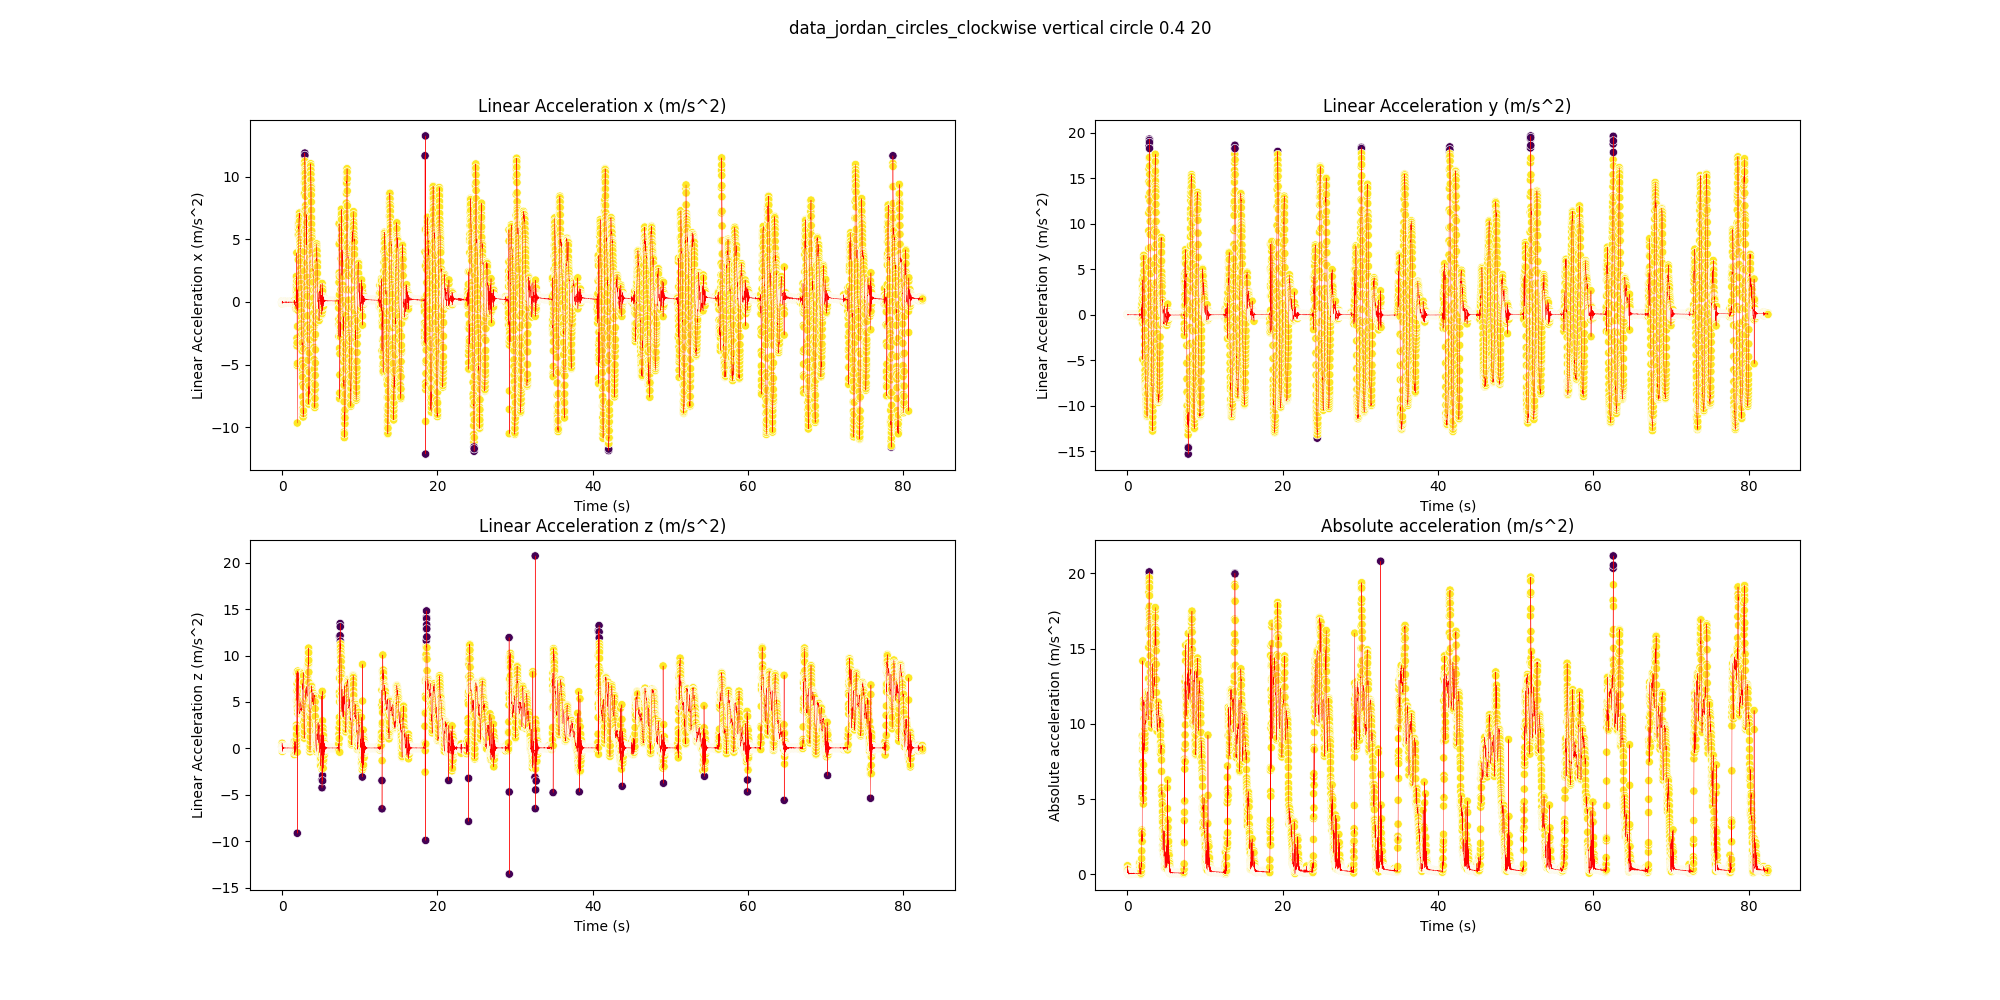 data_jordan_circles_clockwise vertical circle 0.4 20
Linear Acceleration x (m/s^2)
Linear Acceleration x (m/s^2)
10
5
0
−5
−10
0 20 40 60 80
Time (s)
Linear Acceleration y (m/s^2)
Linear Acceleration y (m/s^2)
20
15
10
5
0
−5
−10
−15
0 20 40 60 80
Time (s)
Linear Acceleration z (m/s^2)
Linear Acceleration z (m/s^2)
20
15
10
5
0
−5
−10
−15
0 20 40 60 80
Time (s)
Absolute acceleration (m/s^2)
Absolute acceleration (m/s^2)
20
15
10
5
0
0 20 40 60 80
Time (s)